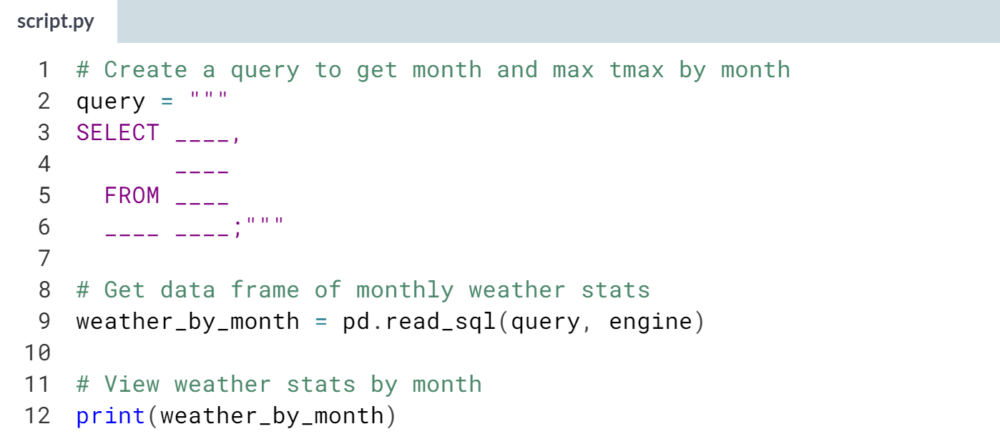 script.py
1 # Create a query to get month and max tmax by month
2 query = """
3 SELECT ____,
4 ____
5 FROM ____
6 ____ ____;"""
7
8 # Get data frame of monthly weather stats
9 weather_by_month = pd.read_sql(query, engine)
10
11 # View weather stats by month
12 print(weather_by_month)